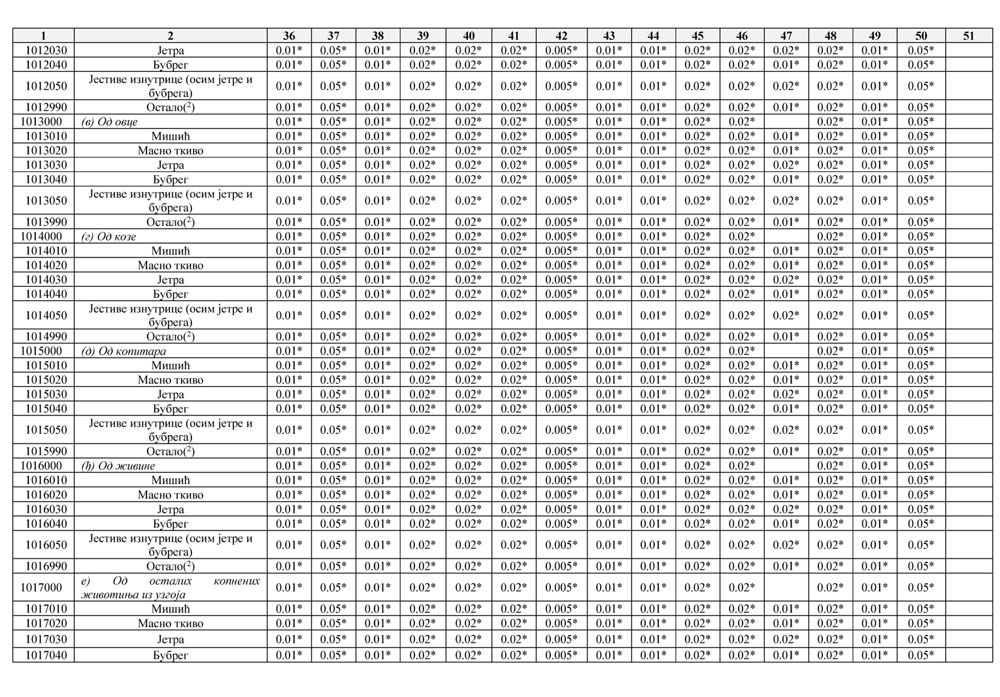 1 2 36 37 38 39 40 41 42 43 44 45 46 47 48 49 50 51
1012030 Јетра 0.01* 0.05* 0.01* 0.02* 0.02* 0.02* 0.005* 0.01* 0.01* 0.02* 0.02* 0.02* 0.02* 0.01* 0.05*
1012040 Бубрег 0.01* 0.05* 0.01* 0.02* 0.02* 0.02* 0.005* 0.01* 0.01* 0.02* 0.02* 0.01* 0.02* 0.01* 0.05*
1012050 Јестиве изнутрице (осим јетре и
бубрега) 0.01* 0.05* 0.01* 0.02* 0.02* 0.02* 0.005* 0.01* 0.01* 0.02* 0.02* 0.02* 0.02* 0.01* 0.05*
1012990 Остало(²) 0.01* 0.05* 0.01* 0.02* 0.02* 0.02* 0.005* 0.01* 0.01* 0.02* 0.02* 0.01* 0.02* 0.01* 0.05*
1013000 (в) Од овце 0.01* 0.05* 0.01* 0.02* 0.02* 0.02* 0.005* 0.01* 0.01* 0.02* 0.02* 0.02* 0.01* 0.05*
1013010 Мишић 0.01* 0.05* 0.01* 0.02* 0.02* 0.02* 0.005* 0.01* 0.01* 0.02* 0.02* 0.01* 0.02* 0.01* 0.05*
1013020 Масно ткиво 0.01* 0.05* 0.01* 0.02* 0.02* 0.02* 0.005* 0.01* 0.01* 0.02* 0.02* 0.01* 0.02* 0.01* 0.05*
1013030 Јетра 0.01* 0.05* 0.01* 0.02* 0.02* 0.02* 0.005* 0.01* 0.01* 0.02* 0.02* 0.02* 0.02* 0.01* 0.05*
1013040 Бубрег 0.01* 0.05* 0.01* 0.02* 0.02* 0.02* 0.005* 0.01* 0.01* 0.02* 0.02* 0.01* 0.02* 0.01* 0.05*
1013050 Јестиве изнутрице (осим јетре и
бубрега) 0.01* 0.05* 0.01* 0.02* 0.02* 0.02* 0.005* 0.01* 0.01* 0.02* 0.02* 0.02* 0.02* 0.01* 0.05*
1013990 Остало(²) 0.01* 0.05* 0.01* 0.02* 0.02* 0.02* 0.005* 0.01* 0.01* 0.02* 0.02* 0.01* 0.02* 0.01* 0.05*
1014000 (г) Од козе 0.01* 0.05* 0.01* 0.02* 0.02* 0.02* 0.005* 0.01* 0.01* 0.02* 0.02* 0.02* 0.01* 0.05*
1014010 Мишић 0.01* 0.05* 0.01* 0.02* 0.02* 0.02* 0.005* 0.01* 0.01* 0.02* 0.02* 0.01* 0.02* 0.01* 0.05*
1014020 Масно ткиво 0.01* 0.05* 0.01* 0.02* 0.02* 0.02* 0.005* 0.01* 0.01* 0.02* 0.02* 0.01* 0.02* 0.01* 0.05*
1014030 Јетра 0.01* 0.05* 0.01* 0.02* 0.02* 0.02* 0.005* 0.01* 0.01* 0.02* 0.02* 0.02* 0.02* 0.01* 0.05*
1014040 Бубрег 0.01* 0.05* 0.01* 0.02* 0.02* 0.02* 0.005* 0.01* 0.01* 0.02* 0.02* 0.01* 0.02* 0.01* 0.05*
1014050 Јестиве изнутрице (осим јетре и
бубрега) 0.01* 0.05* 0.01* 0.02* 0.02* 0.02* 0.005* 0.01* 0.01* 0.02* 0.02* 0.02* 0.02* 0.01* 0.05*
1014990 Остало(²) 0.01* 0.05* 0.01* 0.02* 0.02* 0.02* 0.005* 0.01* 0.01* 0.02* 0.02* 0.01* 0.02* 0.01* 0.05*
1015000 (д) Од копитара 0.01* 0.05* 0.01* 0.02* 0.02* 0.02* 0.005* 0.01* 0.01* 0.02* 0.02* 0.02* 0.01* 0.05*
1015010 Мишић 0.01* 0.05* 0.01* 0.02* 0.02* 0.02* 0.005* 0.01* 0.01* 0.02* 0.02* 0.01* 0.02* 0.01* 0.05*
1015020 Масно ткиво 0.01* 0.05* 0.01* 0.02* 0.02* 0.02* 0.005* 0.01* 0.01* 0.02* 0.02* 0.01* 0.02* 0.01* 0.05*
1015030 Јетра 0.01* 0.05* 0.01* 0.02* 0.02* 0.02* 0.005* 0.01* 0.01* 0.02* 0.02* 0.02* 0.02* 0.01* 0.05*
1015040 Бубрег 0.01* 0.05* 0.01* 0.02* 0.02* 0.02* 0.005* 0.01* 0.01* 0.02* 0.02* 0.01* 0.02* 0.01* 0.05*
1015050 Јестиве изнутрице (осим јетре и
бубрега) 0.01* 0.05* 0.01* 0.02* 0.02* 0.02* 0.005* 0.01* 0.01* 0.02* 0.02* 0.02* 0.02* 0.01* 0.05*
1015990 Остало(²) 0.01* 0.05* 0.01* 0.02* 0.02* 0.02* 0.005* 0.01* 0.01* 0.02* 0.02* 0.01* 0.02* 0.01* 0.05*
1016000 (ђ) Од живине 0.01* 0.05* 0.01* 0.02* 0.02* 0.02* 0.005* 0.01* 0.01* 0.02* 0.02* 0.02* 0.01* 0.05*
1016010 Мишић 0.01* 0.05* 0.01* 0.02* 0.02* 0.02* 0.005* 0.01* 0.01* 0.02* 0.02* 0.01* 0.02* 0.01* 0.05*
1016020 Масно ткиво 0.01* 0.05* 0.01* 0.02* 0.02* 0.02* 0.005* 0.01* 0.01* 0.02* 0.02* 0.01* 0.02* 0.01* 0.05*
1016030 Јетра 0.01* 0.05* 0.01* 0.02* 0.02* 0.02* 0.005* 0.01* 0.01* 0.02* 0.02* 0.02* 0.02* 0.01* 0.05*
1016040 Бубрег 0.01* 0.05* 0.01* 0.02* 0.02* 0.02* 0.005* 0.01* 0.01* 0.02* 0.02* 0.01* 0.02* 0.01* 0.05*
1016050 Јестиве изнутрице (осим јетре и
бубрега) 0.01* 0.05* 0.01* 0.02* 0.02* 0.02* 0.005* 0.01* 0.01* 0.02* 0.02* 0.02* 0.02* 0.01* 0.05*
1016990 Остало(²) 0.01* 0.05* 0.01* 0.02* 0.02* 0.02* 0.005* 0.01* 0.01* 0.02* 0.02* 0.01* 0.02* 0.01* 0.05*
1017000 е) Од осталих копнених
животиња из узгоја 0.01* 0.05* 0.01* 0.02* 0.02* 0.02* 0.005* 0.01* 0.01* 0.02* 0.02* 0.02* 0.01* 0.05*
1017010 Мишић 0.01* 0.05* 0.01* 0.02* 0.02* 0.02* 0.005* 0.01* 0.01* 0.02* 0.02* 0.01* 0.02* 0.01* 0.05*
1017020 Масно ткиво 0.01* 0.05* 0.01* 0.02* 0.02* 0.02* 0.005* 0.01* 0.01* 0.02* 0.02* 0.01* 0.02* 0.01* 0.05*
1017030 Јетра 0.01* 0.05* 0.01* 0.02* 0.02* 0.02* 0.005* 0.01* 0.01* 0.02* 0.02* 0.02* 0.02* 0.01* 0.05*
1017040 Бубрег 0.01* 0.05* 0.01* 0.02* 0.02* 0.02* 0.005* 0.01* 0.01* 0.02* 0.02* 0.01* 0.02* 0.01* 0.05*